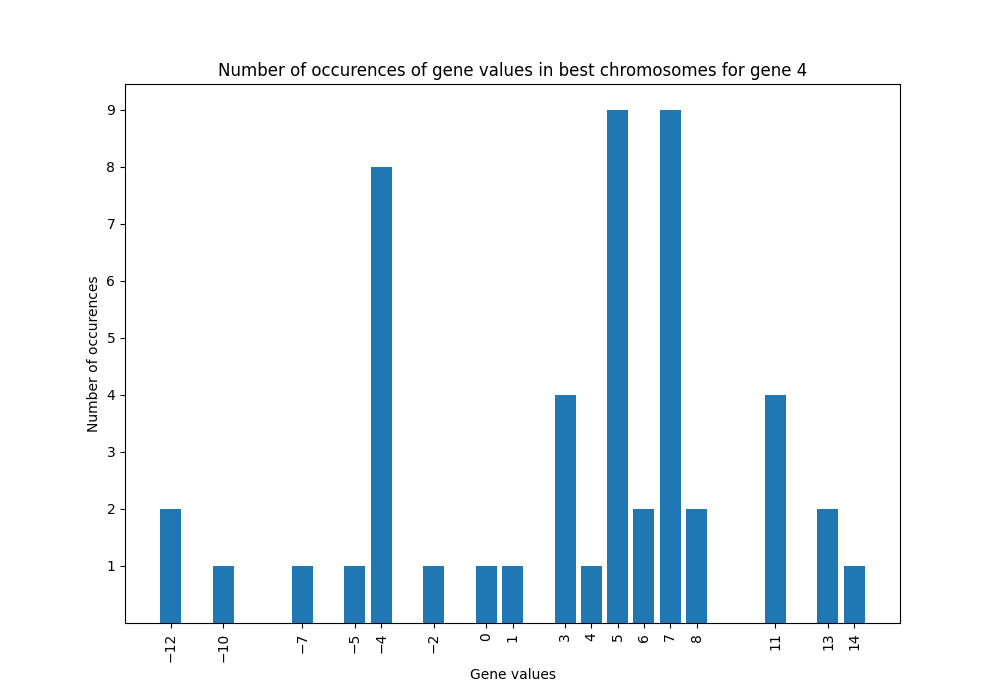 Number of occurences of gene values in best chromosomes for gene 4
9
8
7
6
5
4
3
2
1
Number of occurences
−12 −10 −7 −5 −4 −2 0 1 3 4 5 6 7 8 11 13 14
Gene values